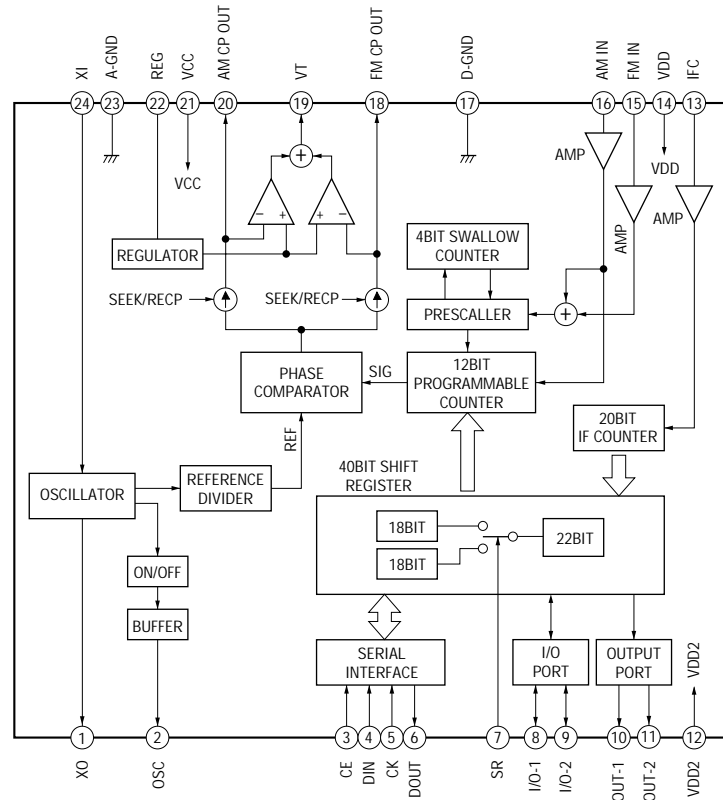 XI
A-GND
REG
VCC
AM CP OUT
VT
FM CP OUT
D-GND
AM IN
FM IN
VDD
IFC
24
23
22
21
20
19
18
17
16
15
14
13
+
AMP
VDD
VCC
AMP
AMP
− +
+ −
REGULATOR
4BIT SWALLOW
COUNTER
SEEK/RECP
SEEK/RECP
PRESCALLER
+
PHASE
COMPARATOR
SIG
12BIT
PROGRAMMABLE
COUNTER
20BIT
IF COUNTER
REF
OSCILLATOR
REFERENCE
DIVIDER
40BIT SHIFT
REGISTER
18BIT
22BIT
18BIT
ON/OFF
BUFFER
SERIAL
INTERFACE
I/O
PORT
OUTPUT
PORT
VDD2
1
2
3
4
5
6
7
8
9
10
11
12
XO
OSC
CE
DIN
CK
DOUT
SR
I/O-1
I/O-2
OUT-1
OUT-2
VDD2